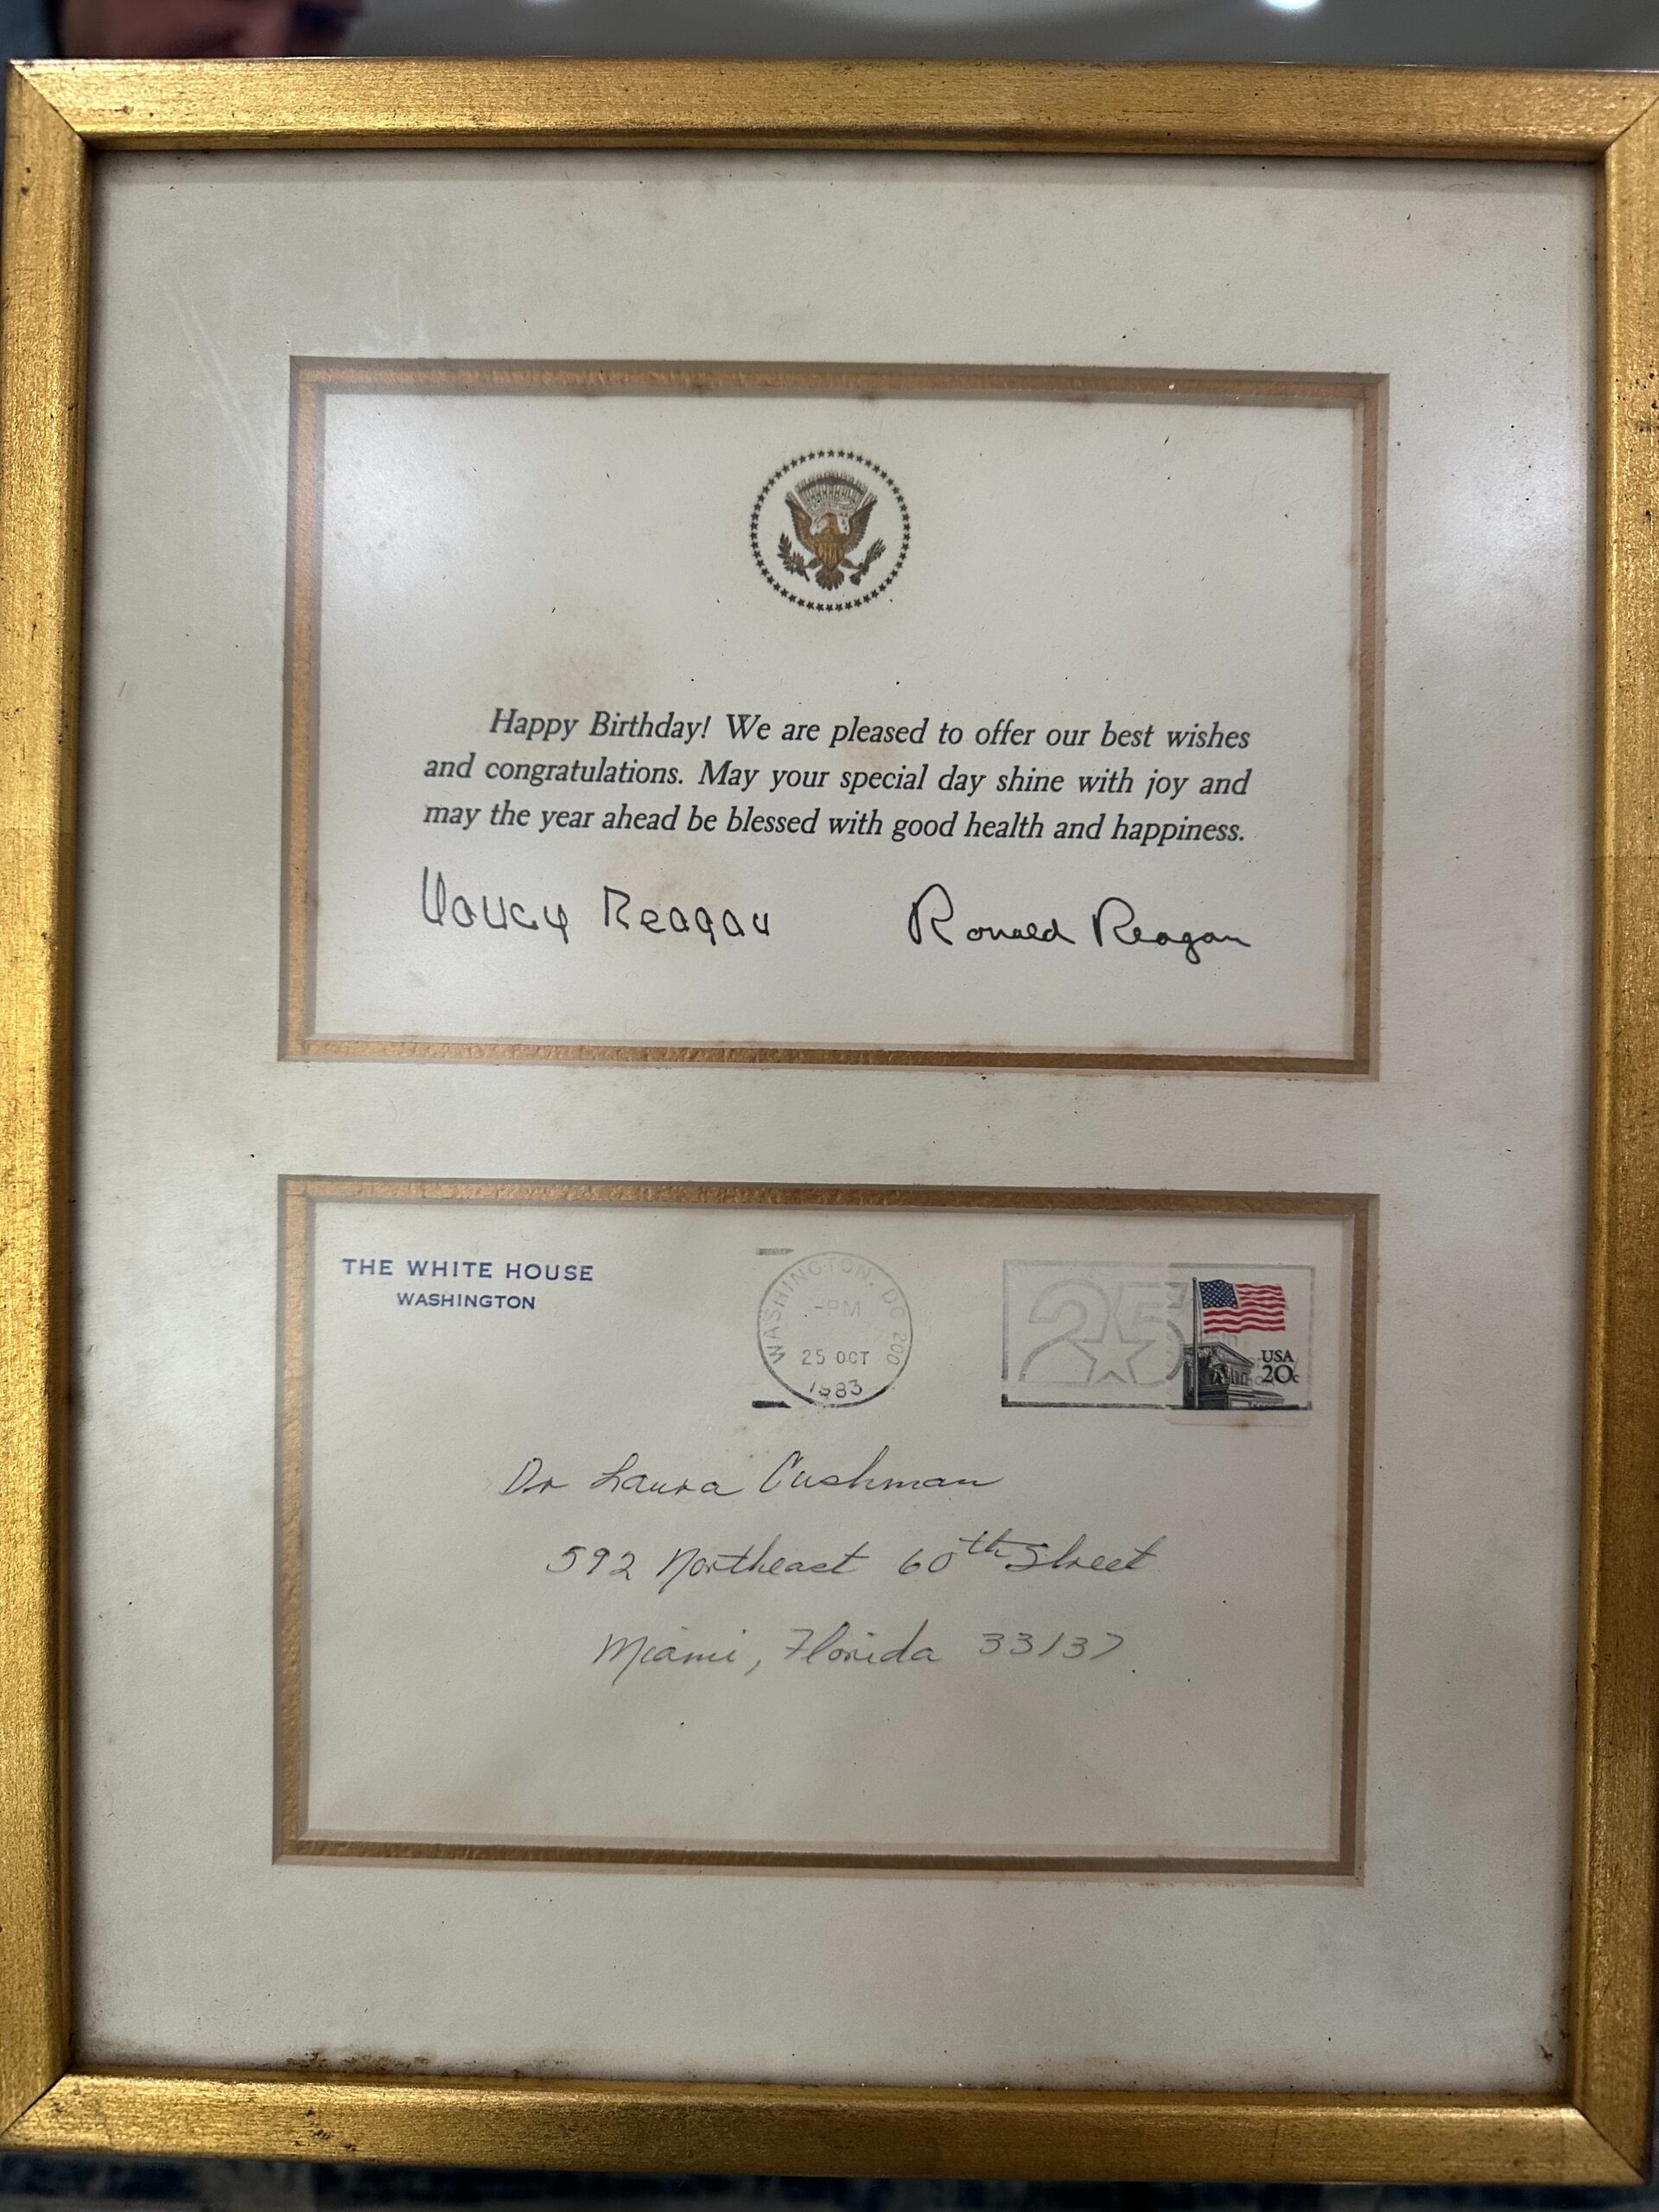 Happy Birthday! We are pleased to offer our best wishes
and congratulations. May your special day shine with joy and
may the year ahead be blessed with good health and happiness.
Nancy Reagan Ronald Reagan
THE WHITE HOUSE
WASHINGTON
WASHINGTON, DC 200
-PM
25 OCT
1983
25
USA
20c
Dr Laura Cushman
592 Northeast 60th Street
Miami, Florida 33137